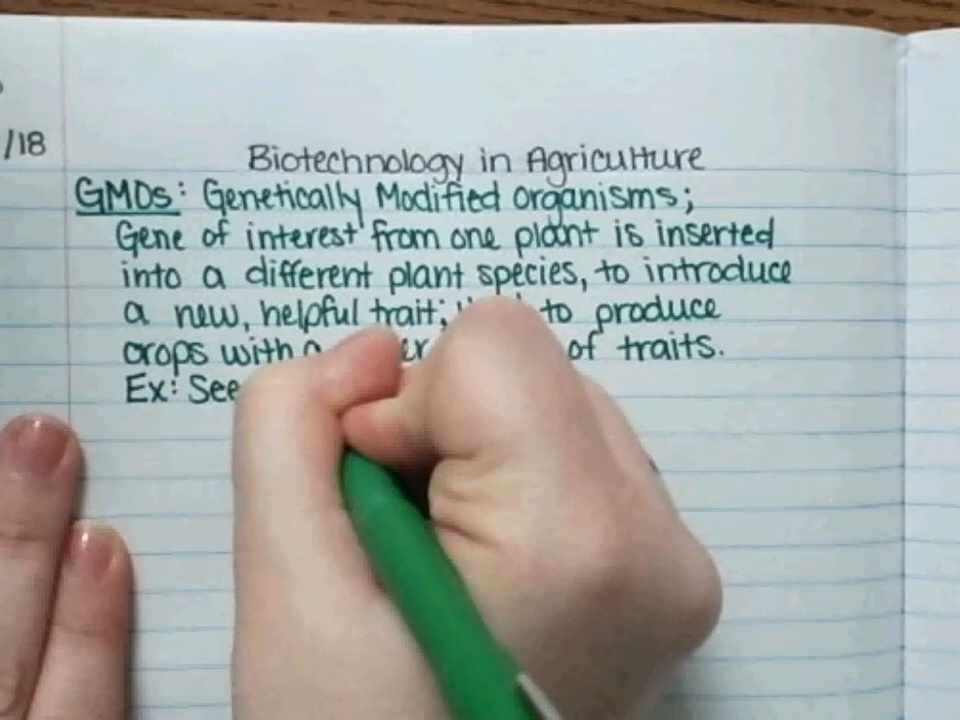 /18
Biotechnology in Agriculture
GMOs: Genetically Modified Organisms;
Gene of interest from one plant is inserted
into a different plant species, to introduce
a new, helpful trait; to produce
crops with of traits.
Ex: See